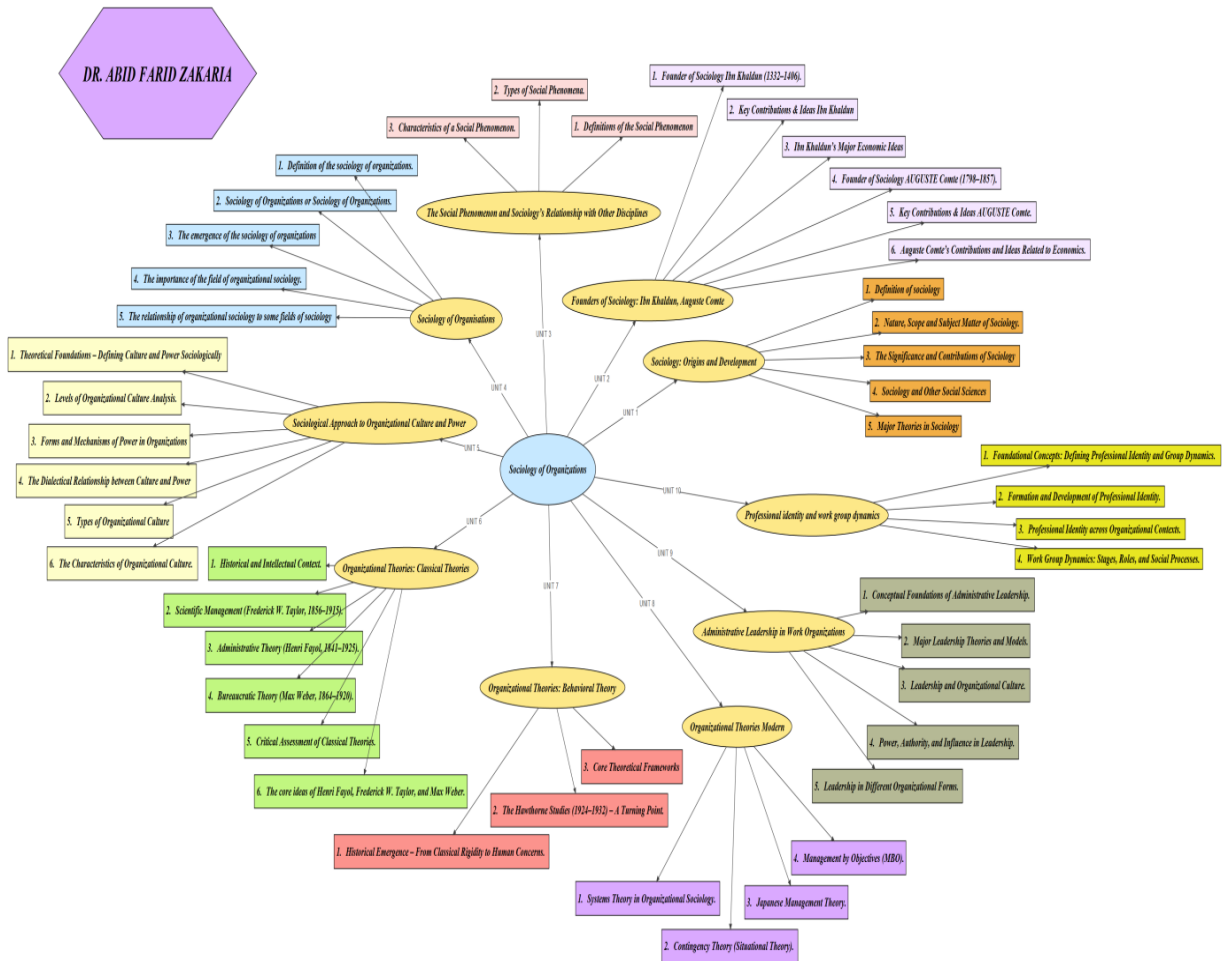 DR. ABID FARID ZAKARIA
Sociology of Organizations
UNIT 1
Sociology: Origins and Development
1. Definition of sociology
2. Nature, Scope and Subject Matter of Sociology.
3. The Significance and Contributions of Sociology
4. Sociology and Other Social Sciences
5. Major Theories in Sociology
UNIT 2
Founders of Sociology: Ibn Khaldun, Auguste Comte
1. Founder of Sociology Ibn Khaldun (1332–1406).
2. Key Contributions & Ideas Ibn Khaldun
3. Ibn Khaldun's Major Economic Ideas
4. Founder of Sociology AUGUSTE Comte (1798–1857).
5. Key Contributions & Ideas AUGUSTE Comte.
6. Auguste Comte's Contributions and Ideas Related to Economics.
UNIT 3
The Social Phenomenon and Sociology's Relationship with Other Disciplines
1. Definitions of the Social Phenomenon
2. Types of Social Phenomena.
3. Characteristics of a Social Phenomenon.
UNIT 4
Sociology of Organisations
1. Definition of the sociology of organizations.
2. Sociology of Organizations or Sociology of Organizations.
3. The emergence of the sociology of organizations
4. The importance of the field of organizational sociology.
5. The relationship of organizational sociology to some fields of sociology
UNIT 5
Sociological Approach to Organizational Culture and Power
1. Theoretical Foundations – Defining Culture and Power Sociologically
2. Levels of Organizational Culture Analysis.
3. Forms and Mechanisms of Power in Organizations
4. The Dialectical Relationship between Culture and Power
5. Types of Organizational Culture
6. The Characteristics of Organizational Culture.
UNIT 6
Organizational Theories: Classical Theories
1. Historical and Intellectual Context.
2. Scientific Management (Frederick W. Taylor, 1856–1915).
3. Administrative Theory (Henri Fayol, 1841–1925).
4. Bureaucratic Theory (Max Weber, 1864–1920).
5. Critical Assessment of Classical Theories.
6. The core ideas of Henri Fayol, Frederick W. Taylor, and Max Weber.
UNIT 7
Organizational Theories: Behavioral Theory
1. Historical Emergence – From Classical Rigidity to Human Concerns.
2. The Hawthorne Studies (1924–1932) – A Turning Point.
3. Core Theoretical Frameworks
UNIT 8
Organizational Theories Modern
1. Systems Theory in Organizational Sociology.
2. Contingency Theory (Situational Theory).
3. Japanese Management Theory.
4. Management by Objectives (MBO).
UNIT 9
Administrative Leadership in Work Organizations
1. Conceptual Foundations of Administrative Leadership.
2. Major Leadership Theories and Models.
3. Leadership and Organizational Culture.
4. Power, Authority, and Influence in Leadership.
5. Leadership in Different Organizational Forms.
UNIT 10
Professional identity and work group dynamics
1. Foundational Concepts: Defining Professional Identity and Group Dynamics.
2. Formation and Development of Professional Identity.
3. Professional Identity across Organizational Contexts.
4. Work Group Dynamics: Stages, Roles, and Social Processes.